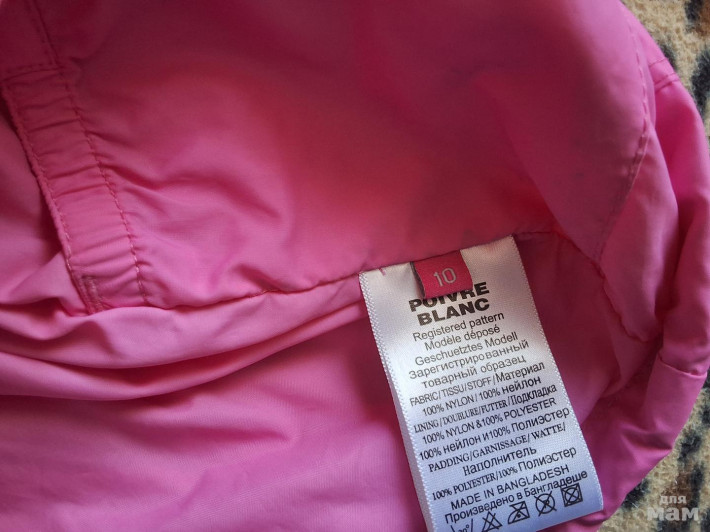 10
POIVRE
BLANC
Registered pattern
Modèle déposé
Geschuetztes Modell
Зарегистрированный
товарный образец
FABRIC/TISSU/STOFF/Материал
100% NYLON/100% нейлон
LINING/DOUBLURE/FUTTER/Подкладка
100% NYLON &100% POLYESTER
100% нейлон и100% Полиэстер
PADDING/GARNISSAGE/WATTE/
Наполнитель
100% POLYESTER/100% Полиэстер
MADE IN BANGLADESH
Произведено в Бангладеше
для
мам